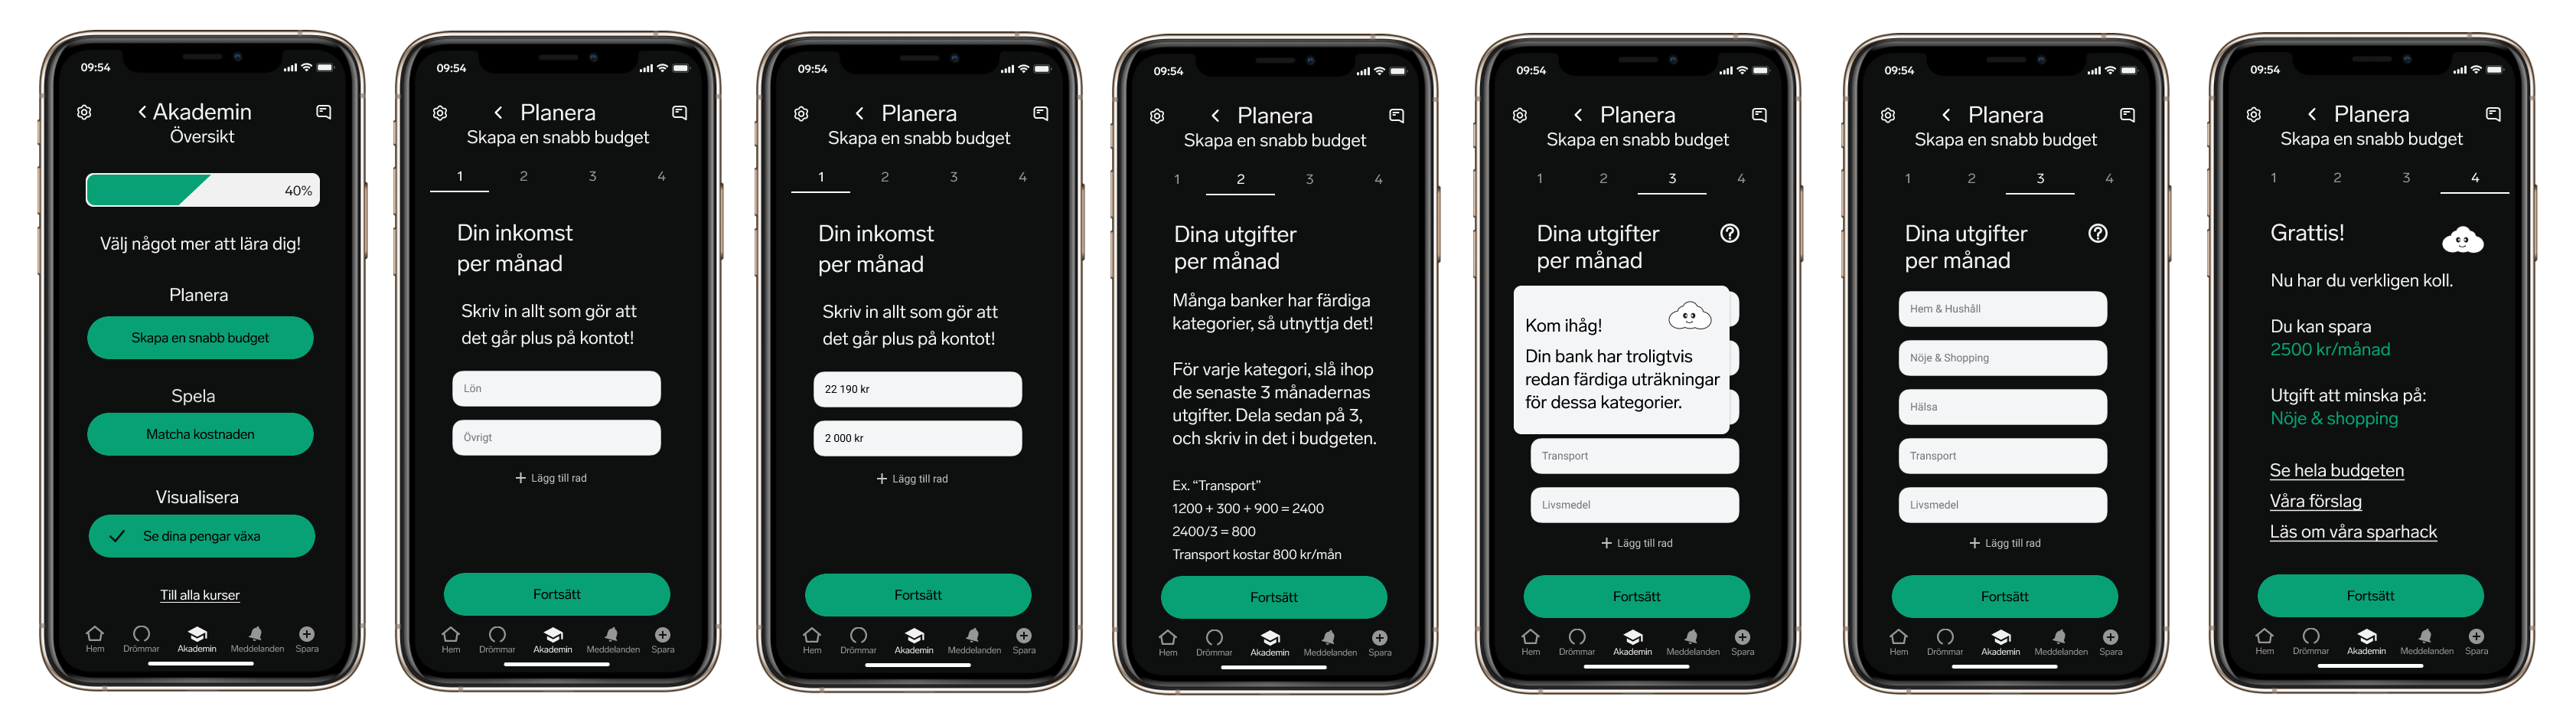 09:54
Akademin
Översikt
40%
Välj något mer att lära dig!
Planera
Skapa en snabb budget
Spela
Matcha kostnaden
Visualisera
Se dina pengar växa
Till alla kurser
Hem Drömmar Akademin Meddelanden Spara
09:54
Planera
Skapa en snabb budget
1 2 3 4
Din inkomst
per månad
Skriv in allt som gör att
det går plus på kontot!
Lön
Övrigt
+ Lägg till rad
Fortsätt
Hem Drömmar Akademin Meddelanden Spara
09:54
Planera
Skapa en snabb budget
1 2 3 4
Din inkomst
per månad
Skriv in allt som gör att
det går plus på kontot!
22 190 kr
2 000 kr
+ Lägg till rad
Fortsätt
Hem Drömmar Akademin Meddelanden Spara
09:54
Planera
Skapa en snabb budget
1 2 3 4
Dina utgifter
per månad
Många banker har färdiga
kategorier, så utnyttja det!
För varje kategori, slå ihop
de senaste 3 månadernas
utgifter. Dela sedan på 3,
och skriv in det i budgeten.
Ex. “Transport”
1200 + 300 + 900 = 2400
2400/3 = 800
Transport kostar 800 kr/mån
Fortsätt
Hem Drömmar Akademin Meddelanden Spara
09:54
Planera
Skapa en snabb budget
1 2 3 4
Dina utgifter
per månad
?
Kom ihåg!
Din bank har troligtvis
redan färdiga uträkningar
för dessa kategorier.
Transport
Livsmedel
+ Lägg till rad
Fortsätt
Hem Drömmar Akademin Meddelanden Spara
09:54
Planera
Skapa en snabb budget
1 2 3 4
Dina utgifter
per månad
?
Hem & Hushåll
Nöje & Shopping
Hälsa
Transport
Livsmedel
+ Lägg till rad
Fortsätt
Hem Drömmar Akademin Meddelanden Spara
09:54
Planera
Skapa en snabb budget
1 2 3 4
Grattis!
Nu har du verkligen koll.
Du kan spara
2500 kr/månad
Utgift att minska på:
Nöje & shopping
Se hela budgeten
Våra förslag
Läs om våra sparhack
Fortsätt
Hem Drömmar Akademin Meddelanden Spara